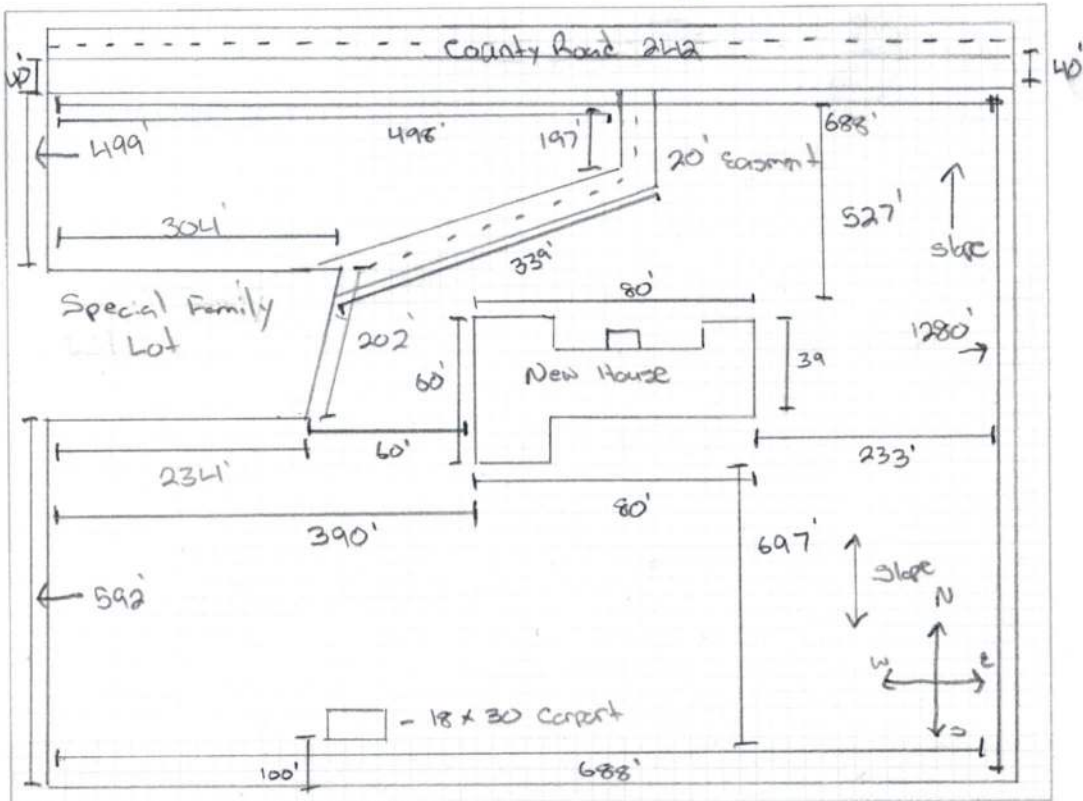 County Road 242
40'
40'
499'
498'
197'
688'
20' Easment
527'
slope
304'
339'
80'
Special Family
Lot
202'
60'
New House
39
1280'
60'
233'
234'
80'
390'
697'
slope
592'
N
W
E
S
- 18 x 30 Carport
100'
688'